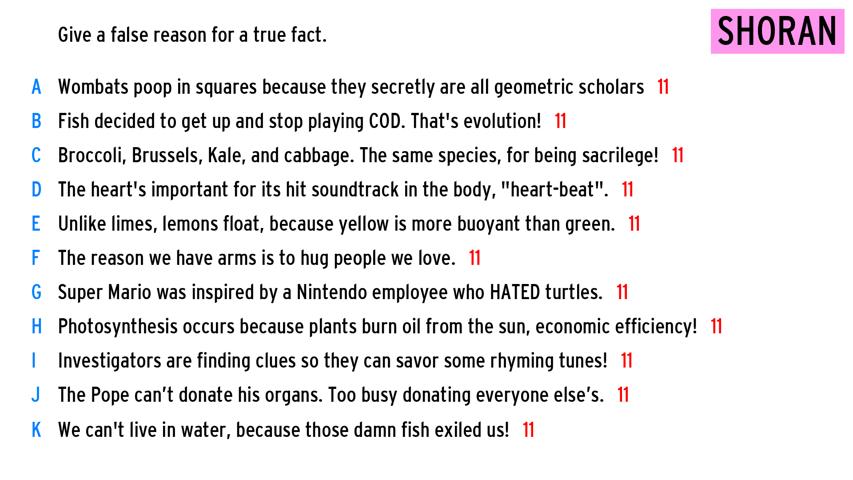 Give a false reason for a true fact.
SHORAN
A Wombats poop in squares because they secretly are all geometric scholars 11
B Fish decided to get up and stop playing COD. That's evolution! 11
C Broccoli, Brussels, Kale, and cabbage. The same species, for being sacrilege! 11
D The heart's important for its hit soundtrack in the body, "heart-beat". 11
E Unlike limes, lemons float, because yellow is more buoyant than green. 11
F The reason we have arms is to hug people we love. 11
G Super Mario was inspired by a Nintendo employee who HATED turtles. 11
H Photosynthesis occurs because plants burn oil from the sun, economic efficiency! 11
I Investigators are finding clues so they can savor some rhyming tunes! 11
J The Pope can’t donate his organs. Too busy donating everyone else’s. 11
K We can't live in water, because those damn fish exiled us! 11